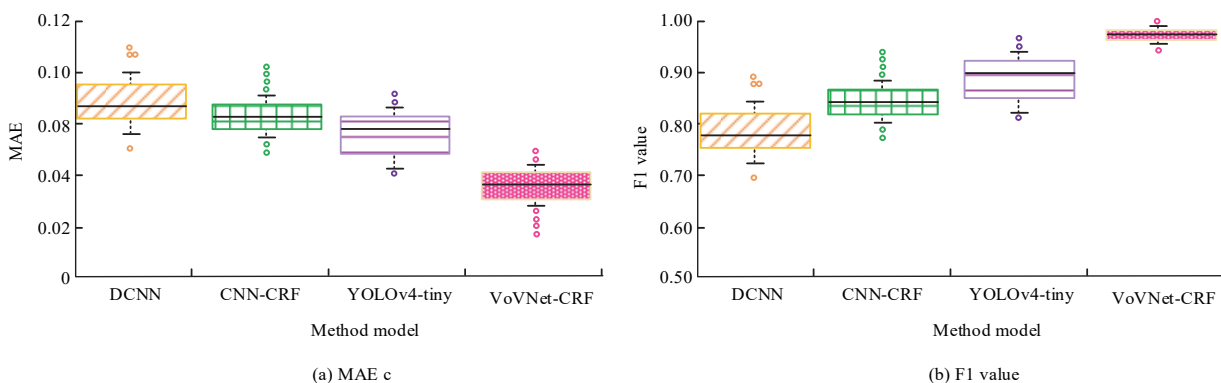 0.12
0.10
0.08
0.04
0.02
0
MAE
DCNN
CNN-CRF
YOLOv4-tiny
VoVNet-CRF
Method model
(a) MAE c
1.00
0.90
0.80
0.70
0.60
0.50
F1 value
DCNN
CNN-CRF
YOLOv4-tiny
VoVNet-CRF
Method model
(b) F1 value